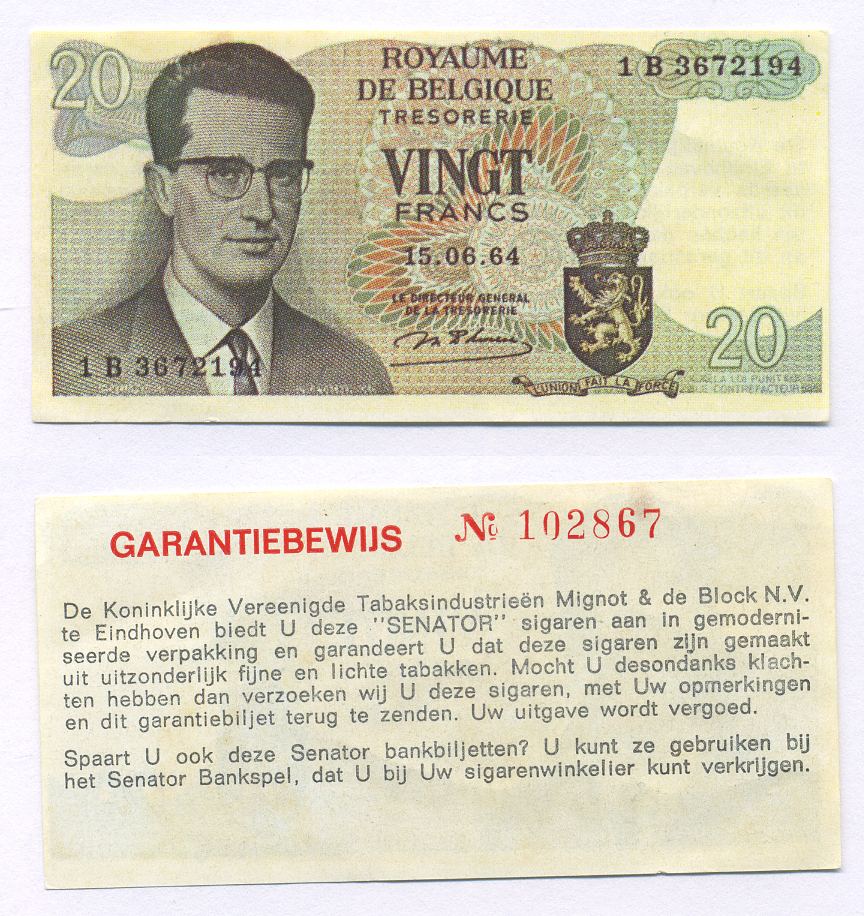 20
ROYAUME
DE BELGIQUE
TRESORERIE
1 B 3672194
VINGT
FRANCS
15.06.64
LE DIRECTEUR GENERAL
DE LA TRESORERIE
1 B 3672194
20
L'UNION FAIT LA FORCE
LA LOI PUNIT
LE CONTREFACTEUR
GARANTIEBEWIJS
№ 102867
De Koninklijke Vereenigde Tabaksindustrieën Mignot & de Block N.V.
te Eindhoven biedt U deze "SENATOR" sigaren aan in gemoderni-
seerde verpakking en garandeert U dat deze sigaren zijn gemaakt
uit uitzonderlijk fijne en lichte tabakken. Mocht U desondanks klach-
ten hebben dan verzoeken wij U deze sigaren, met Uw opmerkingen
en dit garantiebiljet terug te zenden. Uw uitgave wordt vergoed.
Spaart U ook deze Senator bankbiljetten? U kunt ze gebruiken bij
het Senator Bankspel, dat U bij Uw sigarenwinkelier kunt verkrijgen.